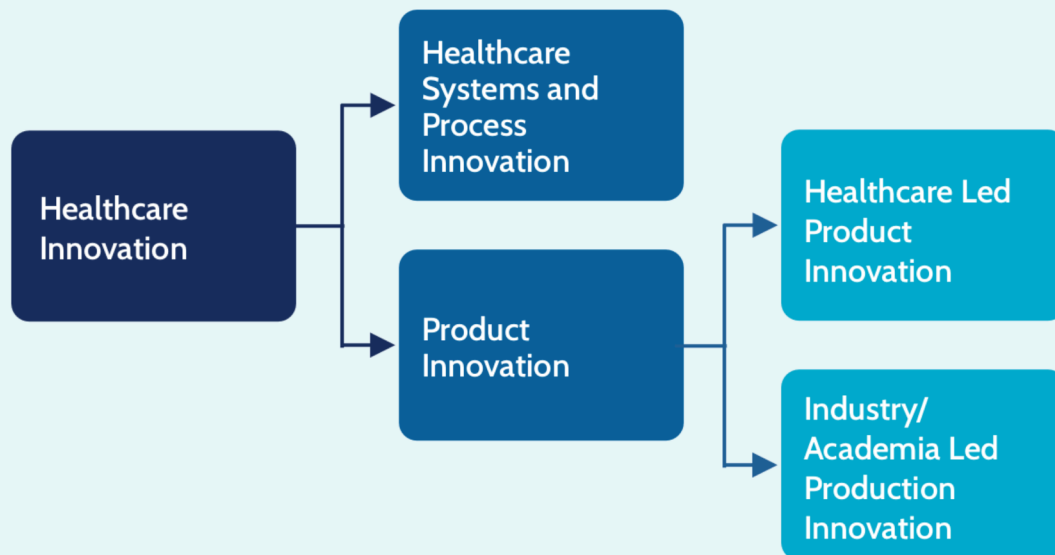 Healthcare
Innovation
Healthcare
Systems and
Process
Innovation
Product
Innovation
Healthcare Led
Product
Innovation
Industry/
Academia Led
Production
Innovation